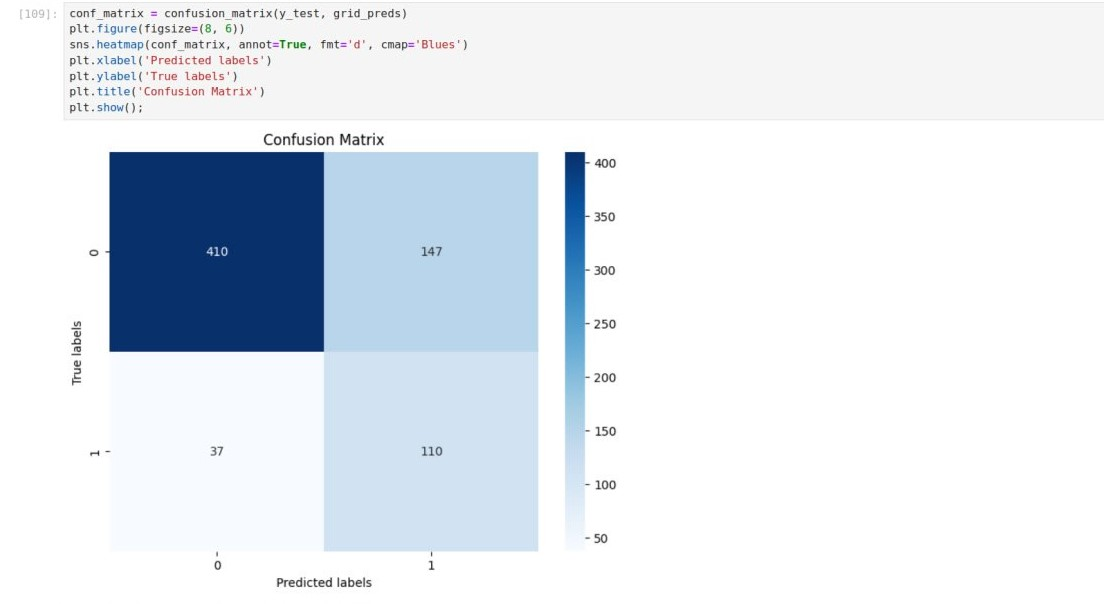 [109]: conf_matrix = confusion_matrix(y_test, grid_preds)
plt.figure(figsize=(8, 6))
sns.heatmap(conf_matrix, annot=True, fmt='d', cmap='Blues')
plt.xlabel('Predicted labels')
plt.ylabel('True labels')
plt.title('Confusion Matrix')
plt.show();
Confusion Matrix
400
350
300
250
200
150
100
50
True labels
0
410 147
1
37 110
0 1
Predicted labels